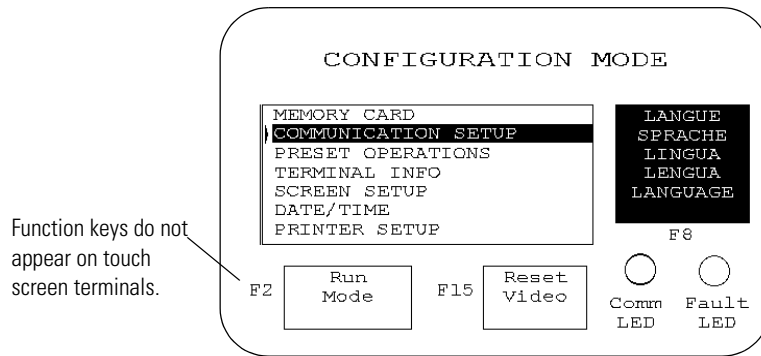 CONFIGURATION MODE
MEMORY CARD
COMMUNICATION SETUP
PRESET OPERATIONS
TERMINAL INFO
SCREEN SETUP
DATE/TIME
PRINTER SETUP
LANGUE
SPRACHE
LINGUA
LENGUA
LANGUAGE
F8
Function keys do not
appear on touch
screen terminals.
F2
Run
Mode
F15
Reset
Video
Comm
LED
Fault
LED